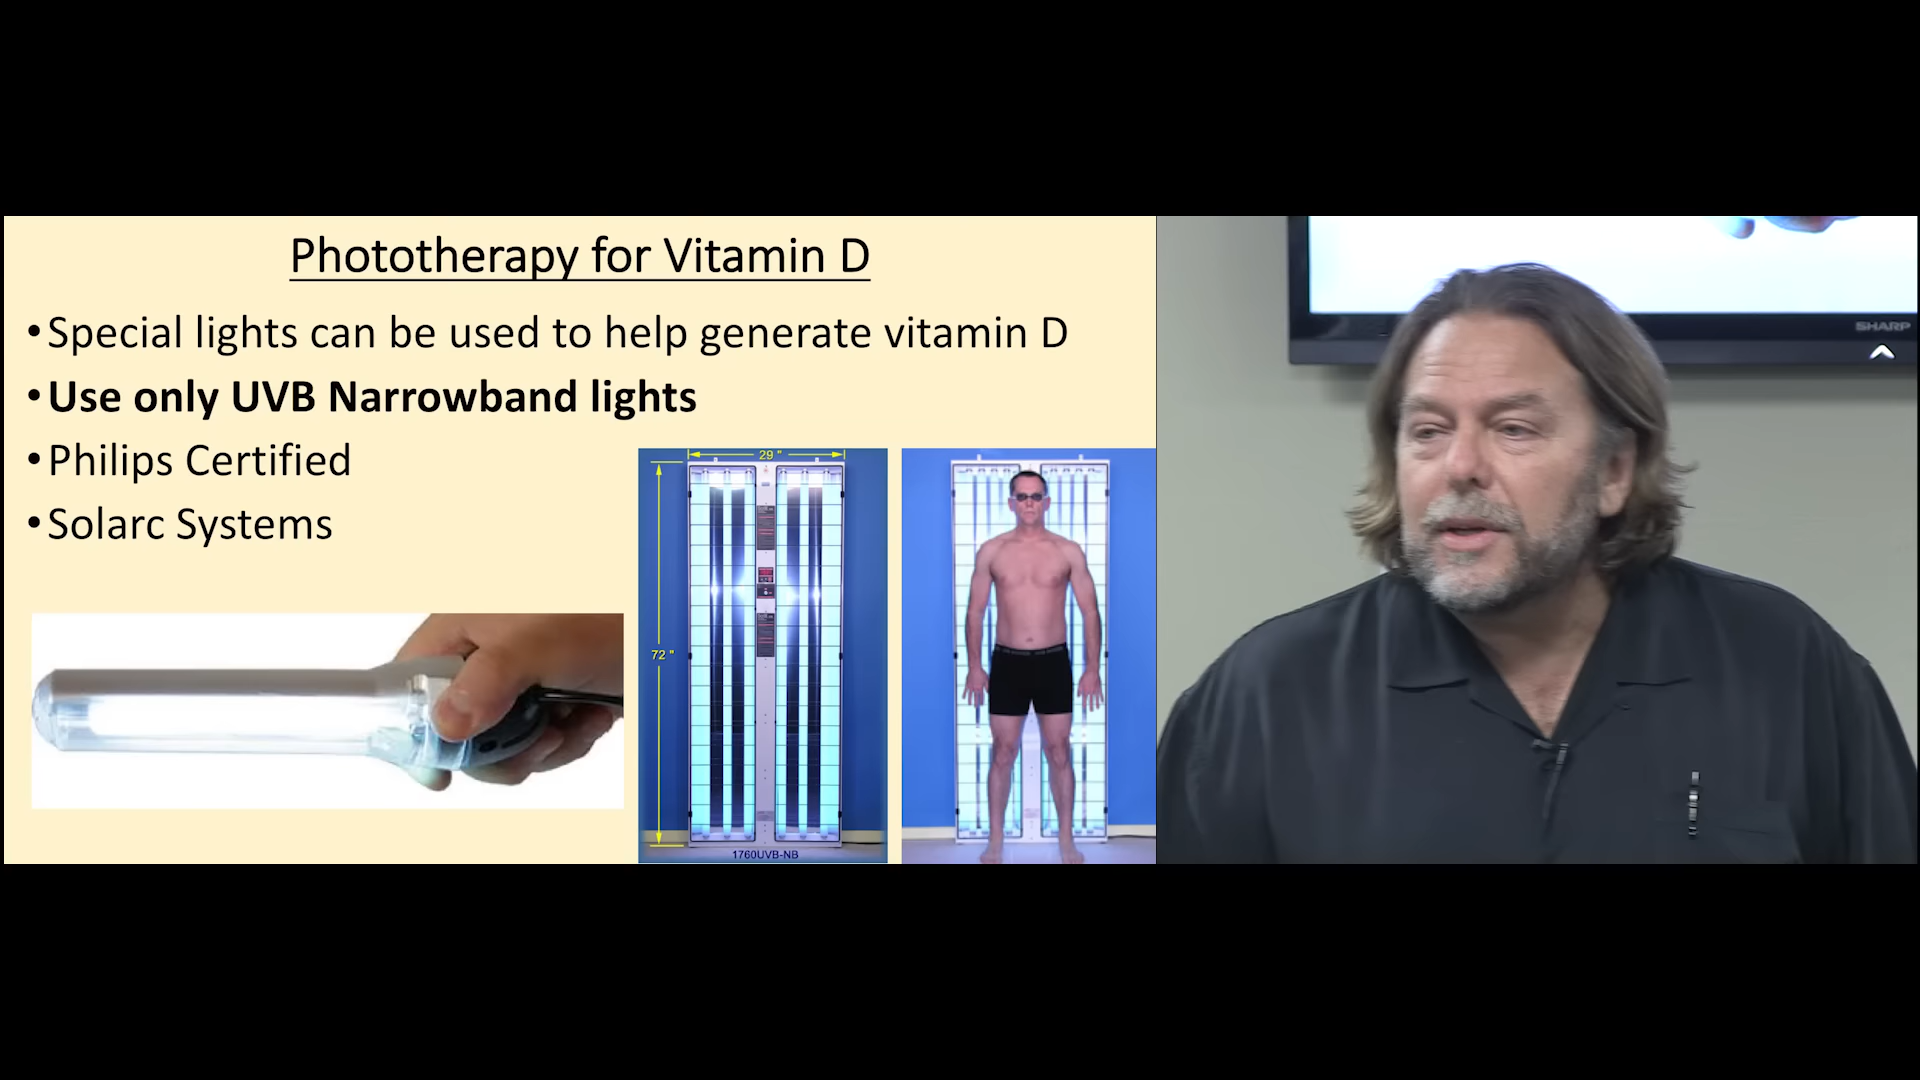 Phototherapy for Vitamin D
•Special lights can be used to help generate vitamin D
•Use only UVB Narrowband lights
•Philips Certified
•Solarc Systems
29 "
72 "
1760UVB-NB
SHARP